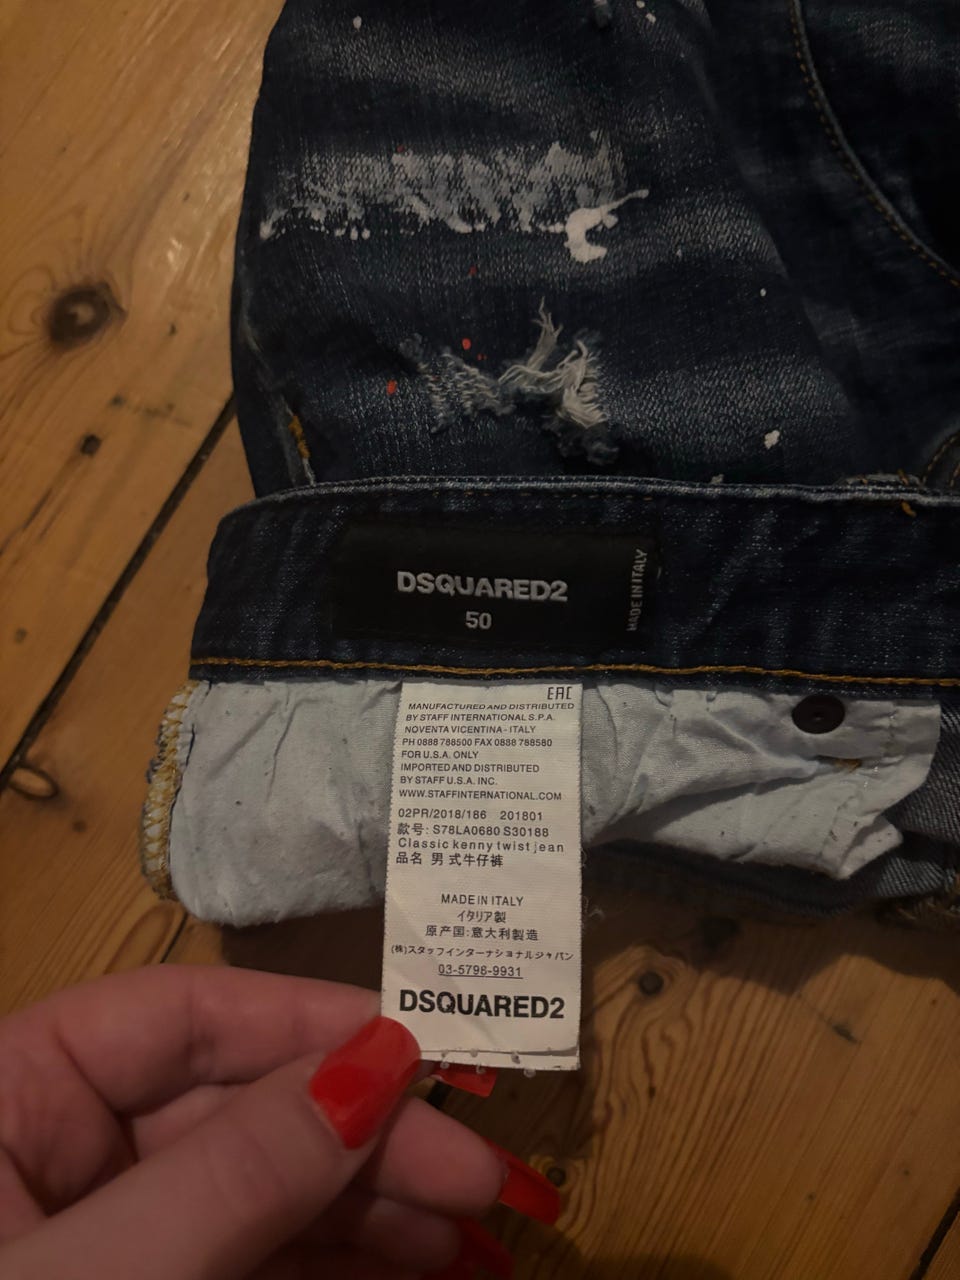 DSQUARED2
50
MADE IN ITALY
EAC
MANUFACTURED AND DISTRIBUTED
BY STAFF INTERNATIONAL S.P.A.
NOVENTA VICENTINA - ITALY
PH 0888 788500 FAX 0888 788580
FOR U.S.A. ONLY
IMPORTED AND DISTRIBUTED
BY STAFF U.S.A. INC.
WWW.STAFFINTERNATIONAL.COM
02PR/2018/186 201801
款号: S78LA0680 S30188
Classic kenny twist jean
品名 男式牛仔裤
MADE IN ITALY
イタリア製
原产国:意大利製造
(株)スタッフインターナショナルジャパン
03-5796-9931
DSQUARED2